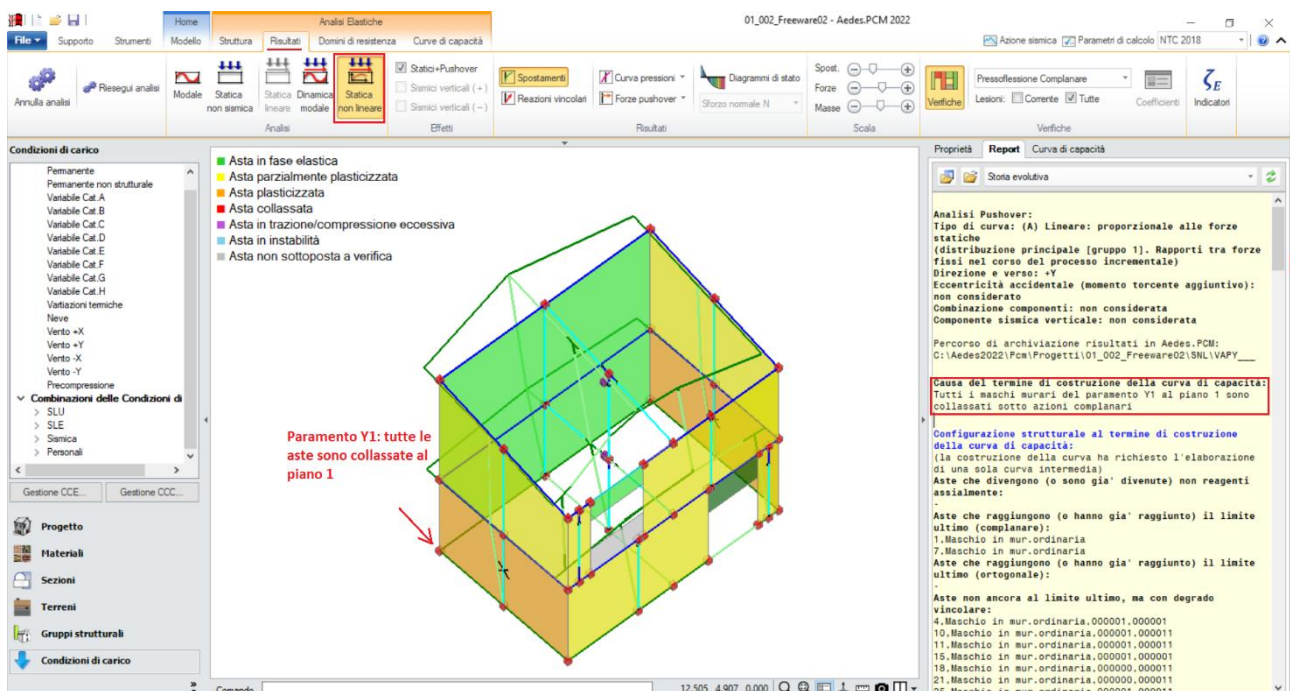 01_002_Freeware02 - Aedes.PCM 2022
Home
Analisi Elastiche
File
Supporto
Strumenti
Modello
Struttura
Risultati
Domini di resistenza
Curve di capacità
Azione sismica
Parametri di calcolo
NTC 2018
Annulla analisi
Riesegui analisi
Modale
Statica non sismica
Statica lineare
Dinamica modale
Statica non lineare
Analisi
Statici+Pushover
Sismici verticali (+)
Sismici verticali (-)
Effetti
Spostamenti
Reazioni vincolari
Curva pressioni
Forze pushover
Diagrammi di stato
Sforzo normale N
Risultati
Spost.
Forze
Masse
Scala
Verifiche
Pressoflessione Complanare
Lesioni:
Corrente
Tutte
Coefficienti
ζE
Indicatori
Verifiche
Condizioni di carico
Permanente
Permanente non strutturale
Variabile Cat.A
Variabile Cat.B
Variabile Cat.C
Variabile Cat.D
Variabile Cat.E
Variabile Cat.F
Variabile Cat.G
Variabile Cat.H
Variazioni termiche
Neve
Vento +X
Vento +Y
Vento -X
Vento -Y
Precompressione
Combinazioni delle Condizioni di
SLU
SLE
Sismica
Personali
Gestione CCE...
Gestione CCC...
Progetto
Materiali
Sezioni
Terreni
Gruppi strutturali
Condizioni di carico
Asta in fase elastica
Asta parzialmente plasticizzata
Asta plasticizzata
Asta collassata
Asta in trazione/compressione eccessiva
Asta in instabilità
Asta non sottoposta a verifica
Paramento Y1: tutte le
aste sono collassate al
piano 1
Comando
12.505
4.907
0.000
Proprietà
Report
Curva di capacità
Storia evolutiva
Analisi Pushover:
Tipo di curva: (A) Lineare: proporzionale alle forze
statiche
(distribuzione principale [gruppo 1]. Rapporti tra forze
fissi nel corso del processo incrementale)
Direzione e verso: +Y
Eccentricità accidentale (momento torcente aggiuntivo):
non considerato
Combinazione componenti: non considerata
Componente sismica verticale: non considerata
Percorso di archiviazione risultati in Aedes.PCM:
C:\Aedes2022\Pcm\Progetti\01_002_Freeware02\SNL\VAPY___
Causa del termine di costruzione della curva di capacità:
Tutti i maschi murari del paramento Y1 al piano 1 sono
collassati sotto azioni complanari
Configurazione strutturale al termine di costruzione
della curva di capacità:
(la costruzione della curva ha richiesto l'elaborazione
di una sola curva intermedia)
Aste che divengono (o sono gia' divenute) non reagenti
assialmente:
-
Aste che raggiungono (o hanno gia' raggiunto) il limite
ultimo (complanare):
1,Maschio in mur.ordinaria
7,Maschio in mur.ordinaria
Aste che raggiungono (o hanno gia' raggiunto) il limite
ultimo (ortogonale):
-
Aste non ancora al limite ultimo, ma con degrado
vincolare:
4,Maschio in mur.ordinaria,000001,000001
10,Maschio in mur.ordinaria,000001,000011
11,Maschio in mur.ordinaria,000001,000011
15,Maschio in mur.ordinaria,000001,000011
18,Maschio in mur.ordinaria,000000,000011
21,Maschio in mur.ordinaria,000000,000011